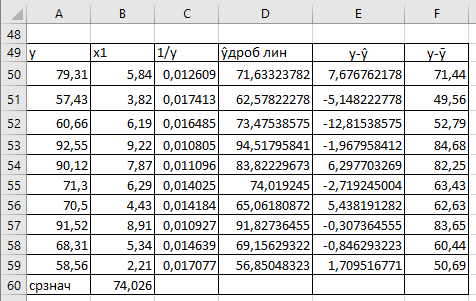 A B C D E F
48
49 y x1 1/y ŷдроб лин y-ŷ y-ȳ
50 79,31 5,84 0,012609 71,63323782 7,676762178 71,44
51 57,43 3,82 0,017413 62,57822278 -5,148222778 49,56
52 60,66 6,19 0,016485 73,47538575 -12,81538575 52,79
53 92,55 9,22 0,010805 94,51795841 -1,967958412 84,68
54 90,12 7,87 0,011096 83,82229673 6,297703269 82,25
55 71,3 6,29 0,014025 74,019245 -2,719245004 63,43
56 70,5 4,43 0,014184 65,06180872 5,438191282 62,63
57 91,52 8,91 0,010927 91,82736455 -0,307364555 83,65
58 68,31 5,34 0,014639 69,15629322 -0,846293223 60,44
59 58,56 2,21 0,017077 56,85048323 1,709516771 50,69
60 срзнач 74,026